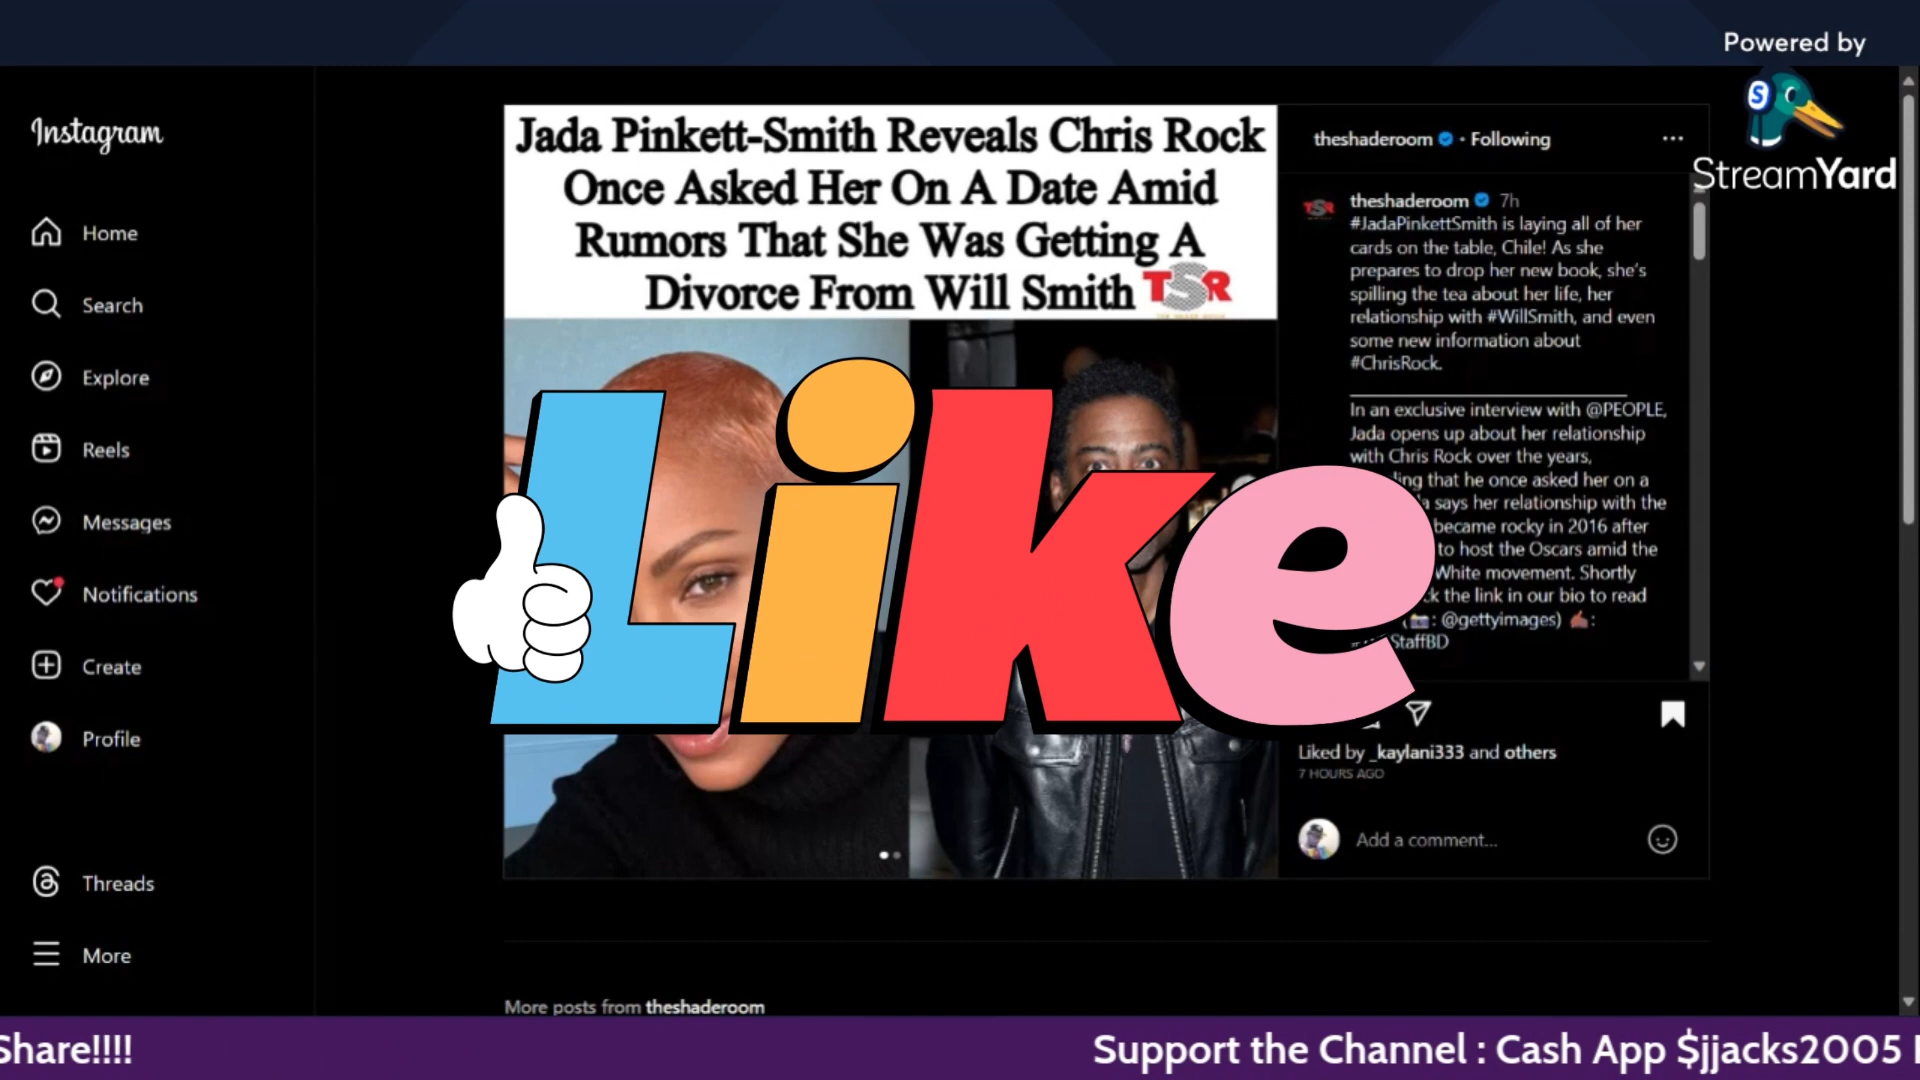 Powered by
StreamYard
Instagram
Home
Search
Explore
Reels
Messages
Notifications
Create
Profile
Threads
More
Jada Pinkett-Smith Reveals Chris Rock
Once Asked Her On A Date Amid
Rumors That She Was Getting A
Divorce From Will Smith TSR
Like
theshaderoom • Following
TSR
theshaderoom 7h
#JadaPinkettSmith is laying all of her
cards on the table, Chile! As she
prepares to drop her new book, she's
spilling the tea about her life, her
relationship with #WillSmith, and even
some new information about
#ChrisRock.
In an exclusive interview with @PEOPLE,
Jada opens up about her relationship
with Chris Rock over the years,
that he once asked her on a
says her relationship with the
became rocky in 2016 after
to host the Oscars amid the
White movement. Shortly
the link in our bio to read
: @gettyimages) :
StaffBD
Liked by _kaylani333 and others
7 HOURS AGO
Add a comment...
More posts from theshaderoom
Share!!!!
Support the Channel : Cash App $jjacks2005